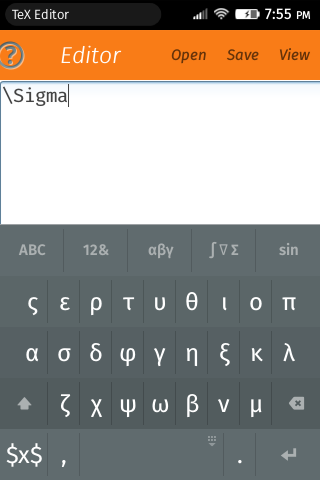 TeX Editor 7:55 PM
? Editor Open Save View
\Sigma
ABC 12& αβγ ∫∇Σ sin
ς ε ρ τ υ θ ι ο π
α σ δ φ γ η ξ κ λ
ζ χ ψ ω β ν μ
$x$ , .